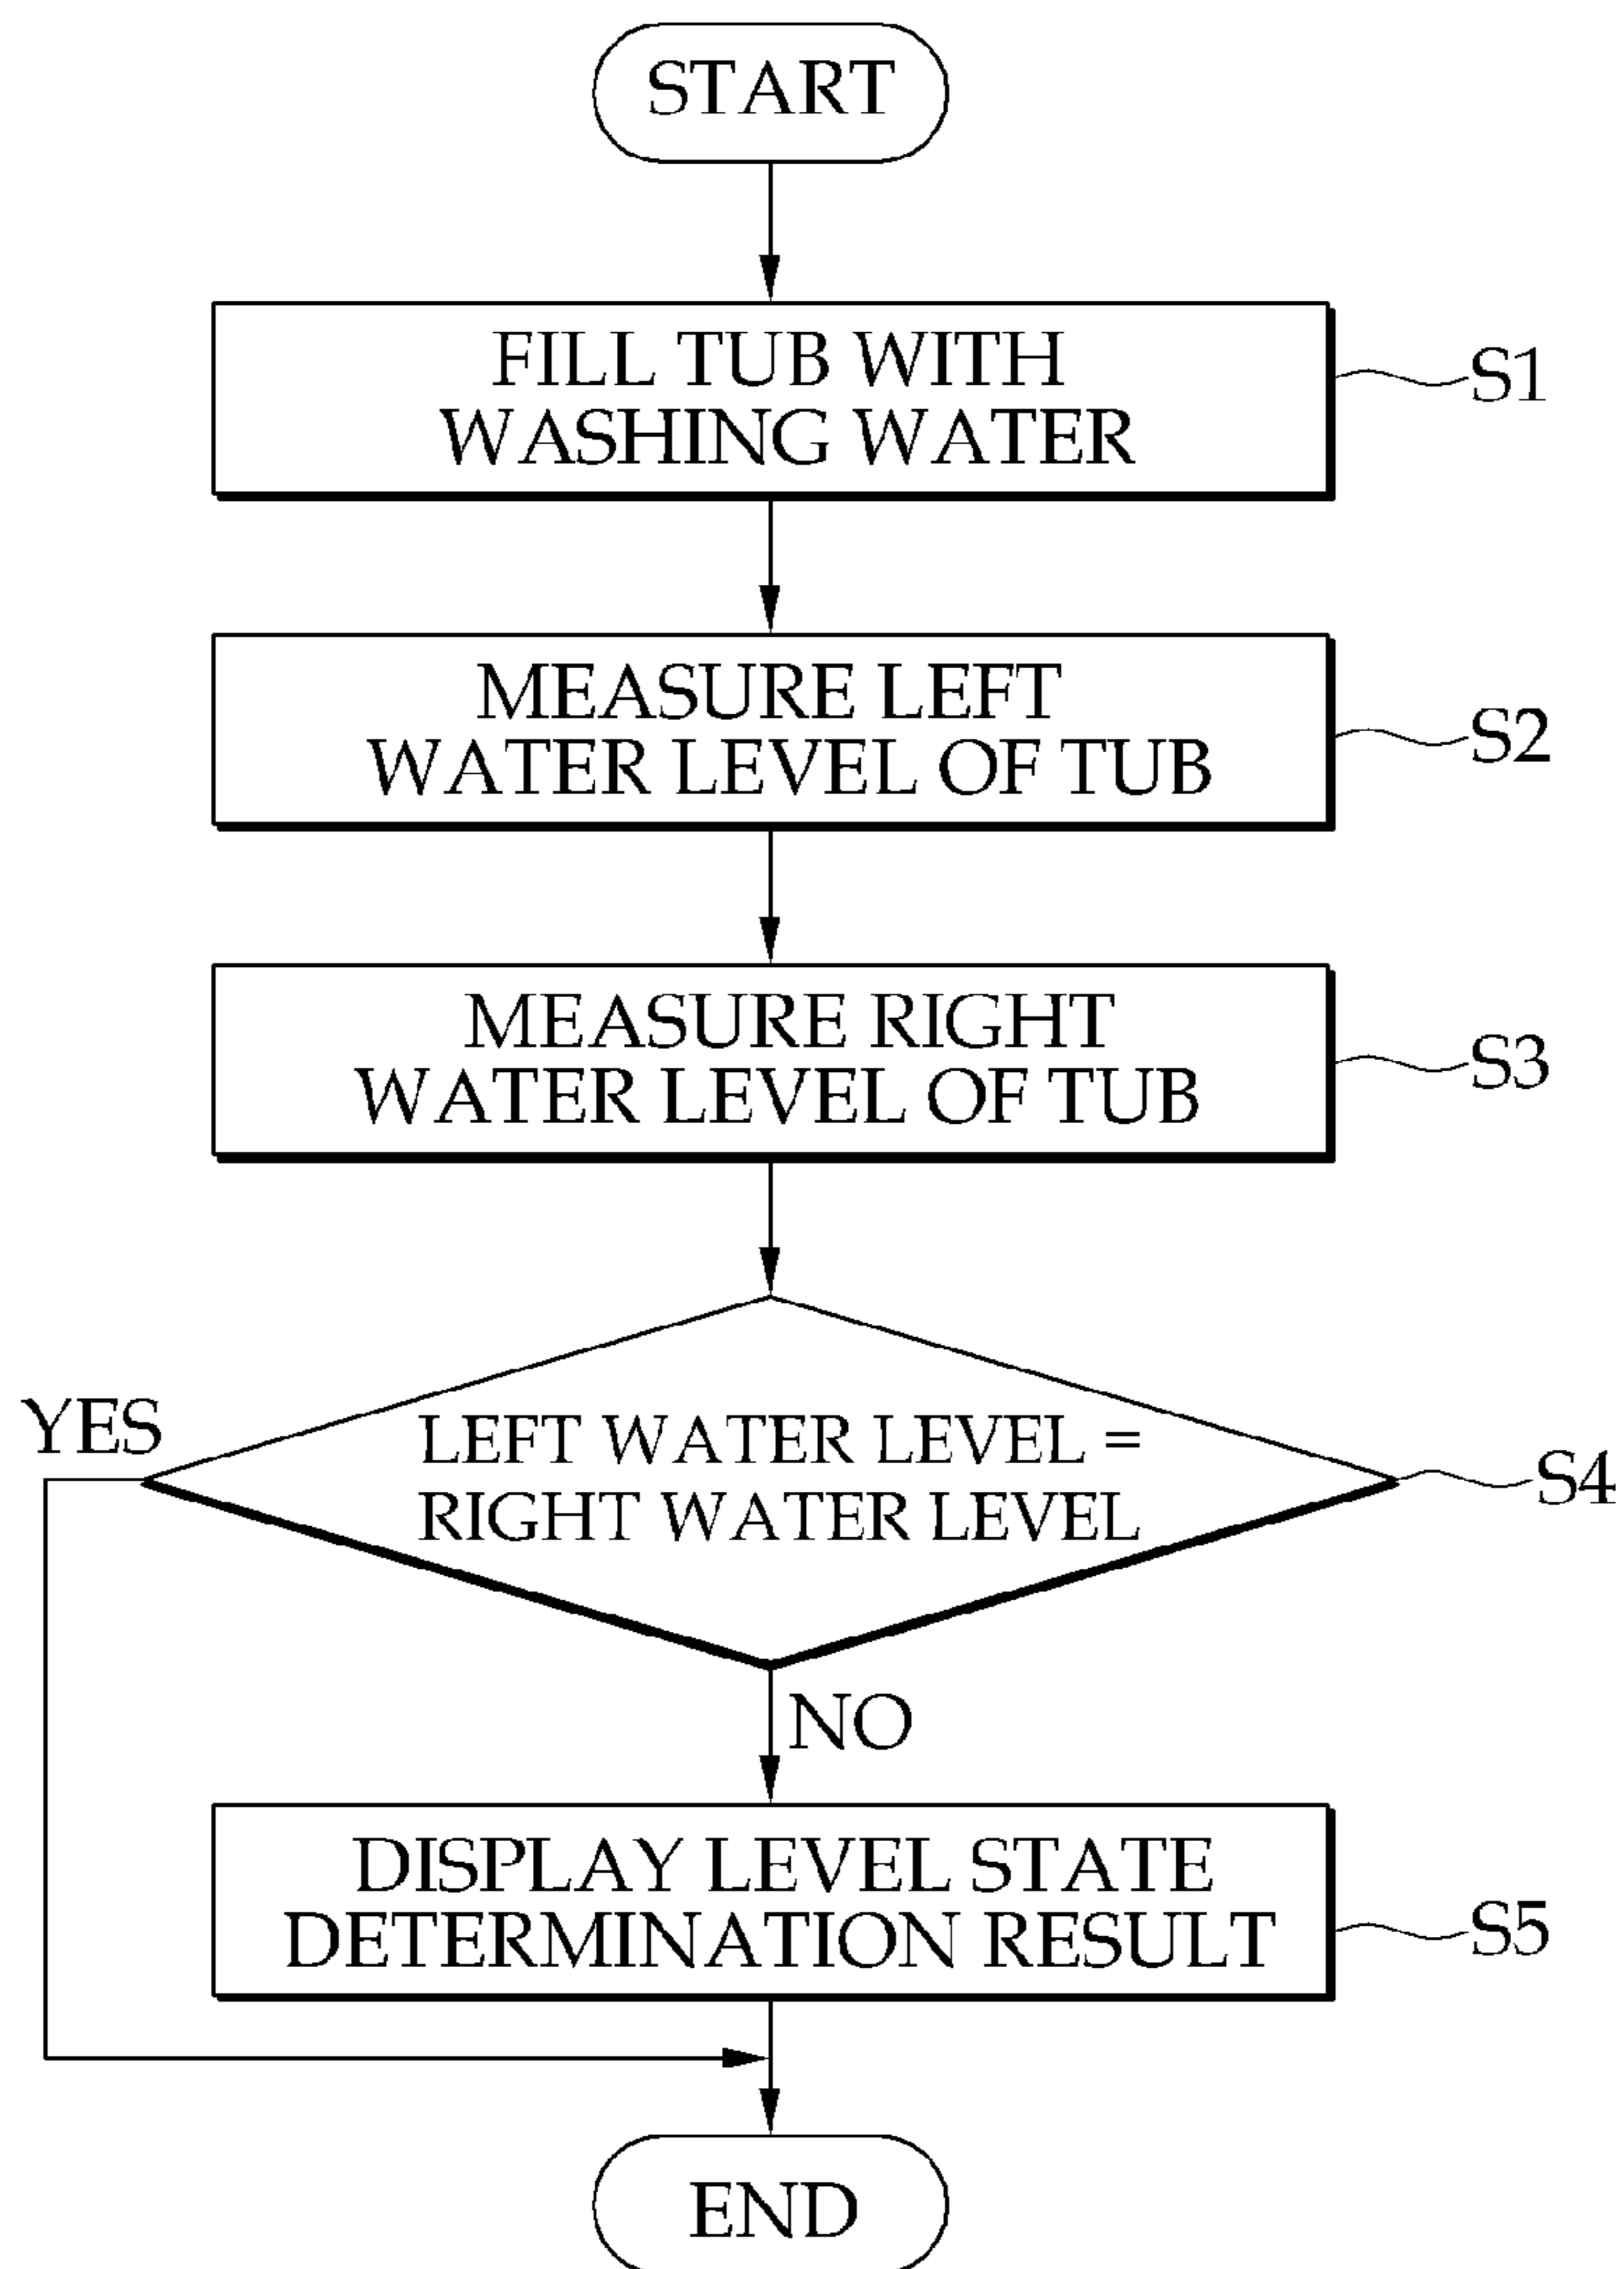 START
FILL TUB WITH
WASHING WATER
S1
MEASURE LEFT
WATER LEVEL OF TUB
S2
MEASURE RIGHT
WATER LEVEL OF TUB
S3
YES
LEFT WATER LEVEL =
RIGHT WATER LEVEL
S4
NO
DISPLAY LEVEL STATE
DETERMINATION RESULT
S5
END